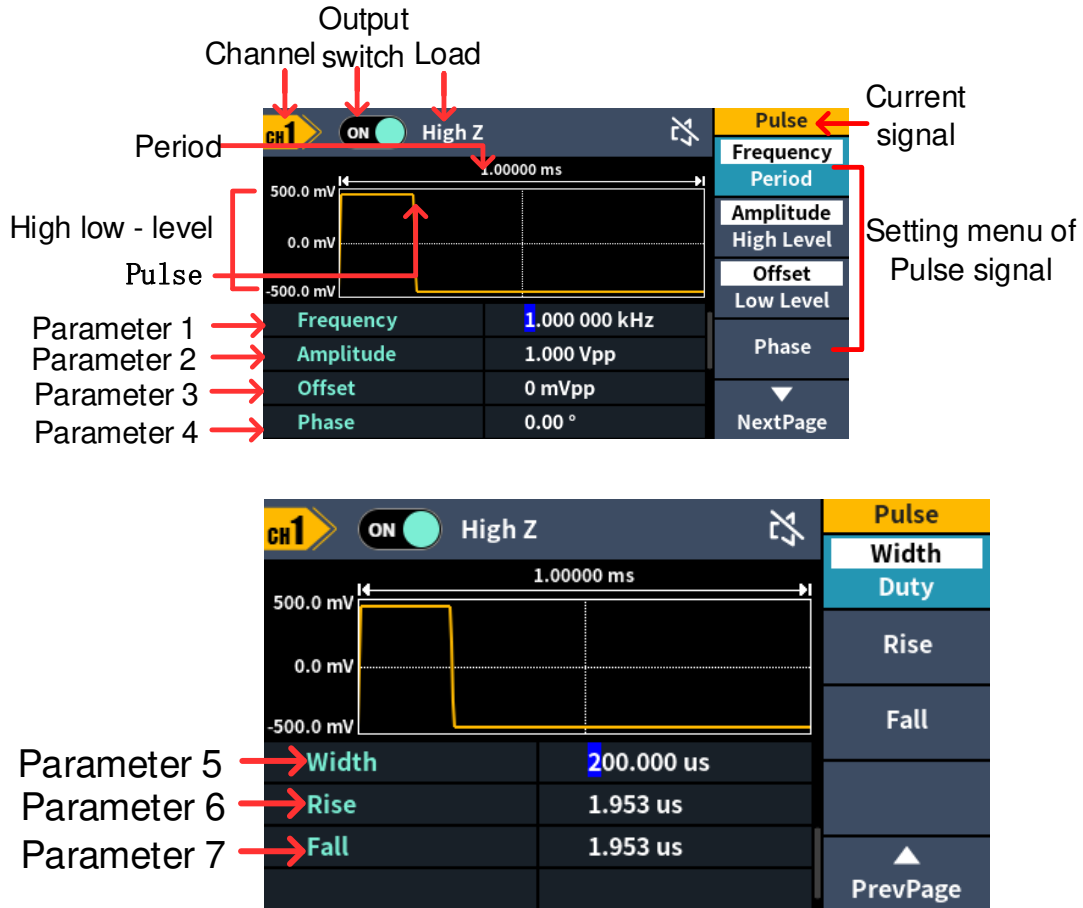 Output
Channel switch Load
Current
signal
CH1 ON High Z Pulse
Period
1.00000 ms
Frequency
Period
500.0 mV
Amplitude
High Level
High low - level
0.0 mV
Setting menu of
Pulse signal
Pulse
Offset
Low Level
-500.0 mV
Parameter 1 Frequency 1.000 000 kHz
Phase
Parameter 2 Amplitude 1.000 Vpp
Parameter 3 Offset 0 mVpp
Parameter 4 Phase 0.00 °
NextPage
CH1 ON High Z Pulse
Width
Duty
1.00000 ms
500.0 mV
Rise
0.0 mV
Fall
-500.0 mV
Parameter 5 Width 200.000 us
Parameter 6 Rise 1.953 us
Parameter 7 Fall 1.953 us
PrevPage